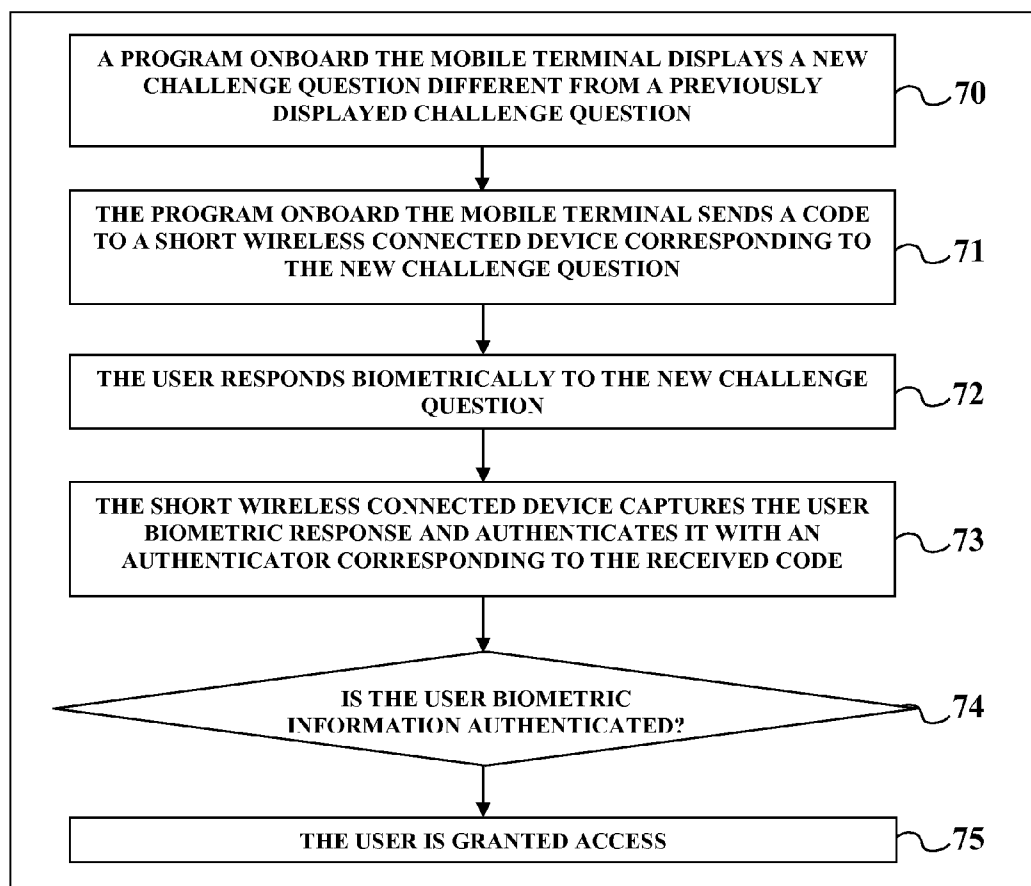 A PROGRAM ONBOARD THE MOBILE TERMINAL DISPLAYS A NEW
CHALLENGE QUESTION DIFFERENT FROM A PREVIOUSLY
DISPLAYED CHALLENGE QUESTION
70
THE PROGRAM ONBOARD THE MOBILE TERMINAL SENDS A CODE
TO A SHORT WIRELESS CONNECTED DEVICE CORRESPONDING TO
THE NEW CHALLENGE QUESTION
71
THE USER RESPONDS BIOMETRICALLY TO THE NEW CHALLENGE
QUESTION
72
THE SHORT WIRELESS CONNECTED DEVICE CAPTURES THE USER
BIOMETRIC RESPONSE AND AUTHENTICATES IT WITH AN
AUTHENTICATOR CORRESPONDING TO THE RECEIVED CODE
73
IS THE USER BIOMETRIC
INFORMATION AUTHENTICATED?
74
THE USER IS GRANTED ACCESS
75